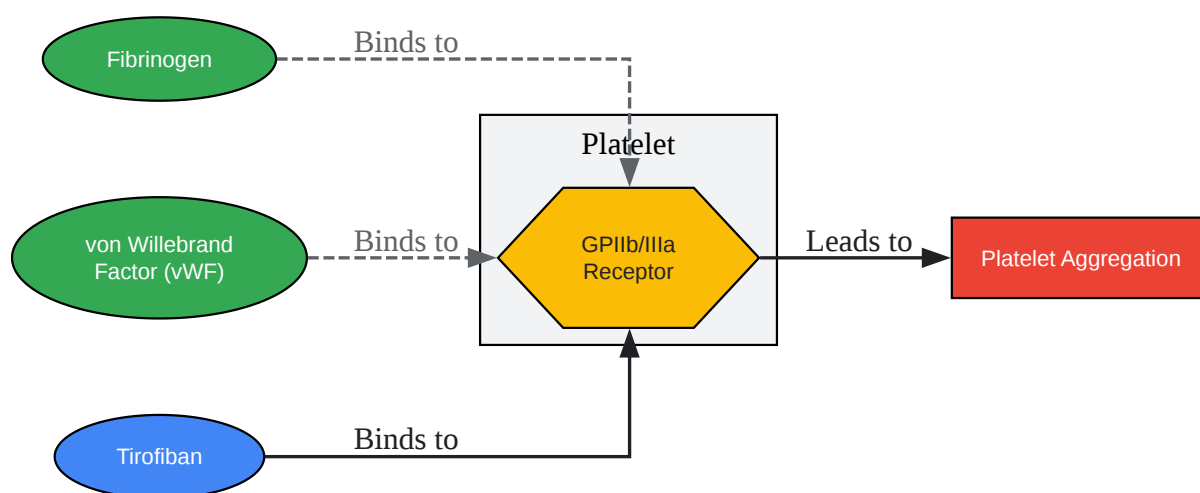 Fibrinogen
Binds to
Platelet
von Willebrand
Factor (vWF)
Binds to
GPIIb/IIIa
Receptor
Leads to
Platelet Aggregation
Tirofiban
Binds to